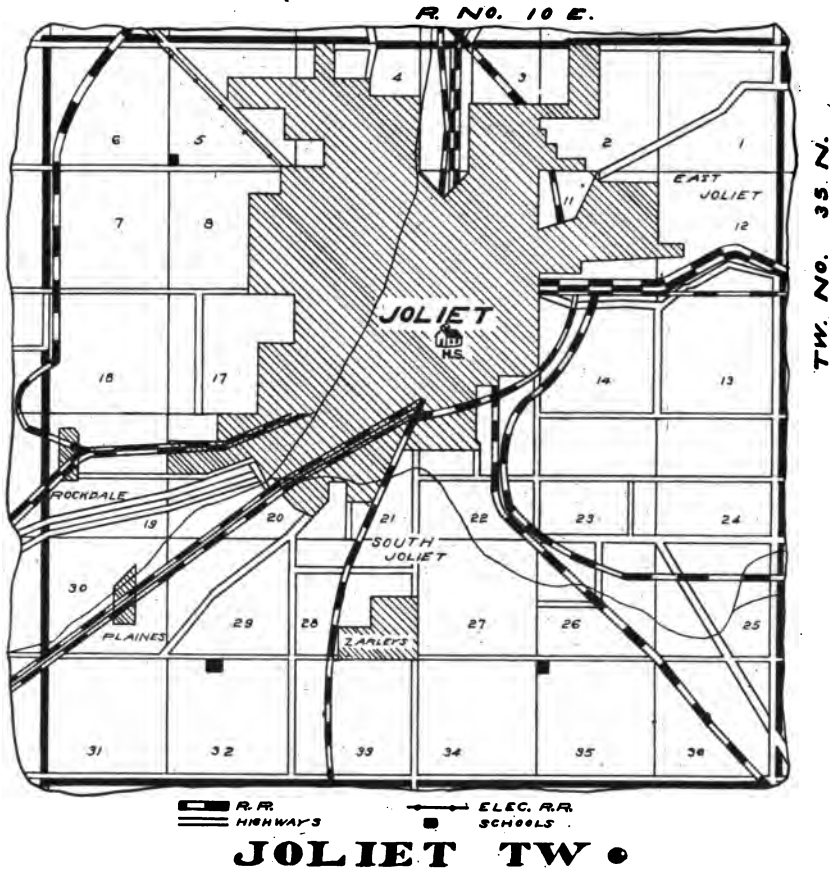 R. NO. 10 E.
TW. NO. 35 N.
4
3
6
5
2
1
EAST
JOLIET
11
7
8
12
JOLIET
H.S.
18
17
14
13
ROCKDALE
19
20
21
22
23
24
SOUTH
JOLIET
30
29
28
27
26
25
PLAINES
ZARLEYS
31
32
33
34
35
36
R.R.
ELEC. R.R.
HIGHWAYS
SCHOOLS
JOLIET TW.